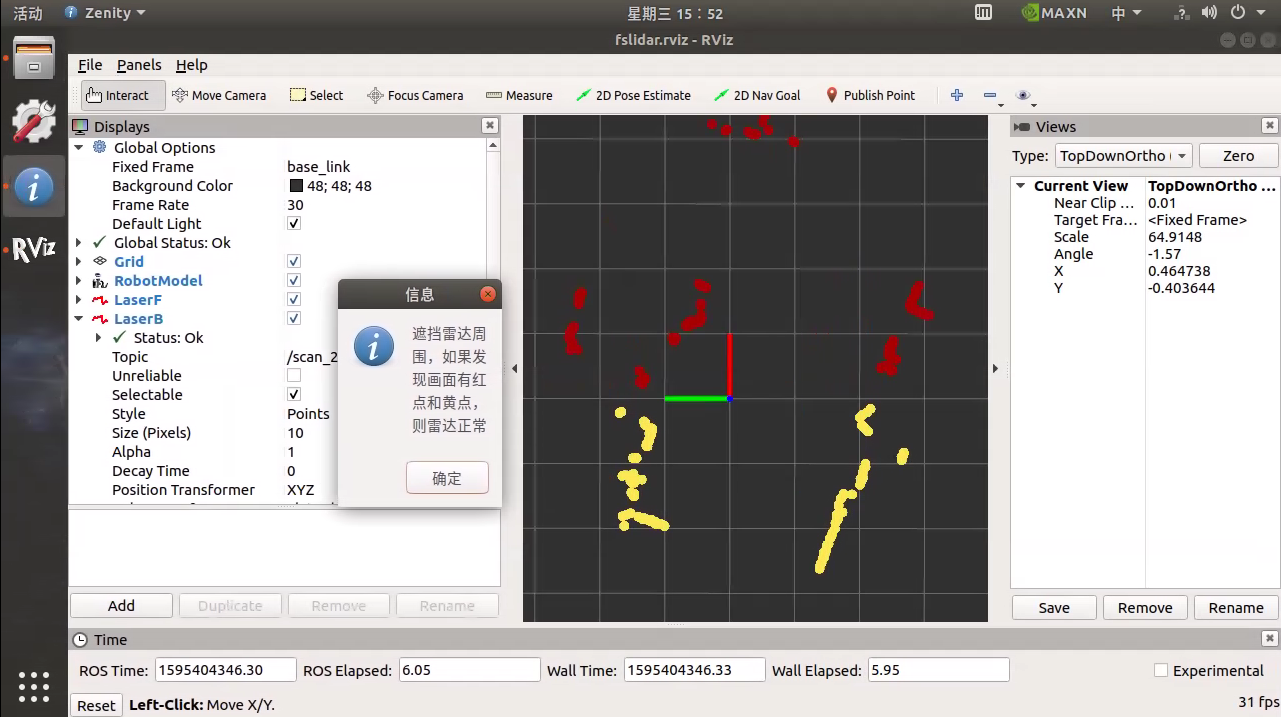 活动 Zenity 星期三 15：52 MAXN 中
fslidar.rviz - RViz
File Panels Help
Interact Move Camera Select Focus Camera Measure 2D Pose Estimate 2D Nav Goal Publish Point
Displays
Global Options
Fixed Frame base_link
Background Color 48; 48; 48
Frame Rate 30
Default Light
Global Status: Ok
Grid
RobotModel
LaserF
LaserB
Status: Ok
Topic /scan_2
Unreliable
Selectable
Style Points
Size (Pixels) 10
Alpha 1
Decay Time 0
Position Transformer XYZ
RViz
信息
遮挡雷达周
围，如果发
现画面有红
点和黄点，
则雷达正常
确定
Add Duplicate Remove Rename
Views
Type: TopDownOrtho ( Zero
Current View TopDownOrtho ...
Near Clip ... 0.01
Target Fra... <Fixed Frame>
Scale 64.9148
Angle -1.57
X 0.464738
Y -0.403644
Save Remove Rename
Time
ROS Time: 1595404346.30 ROS Elapsed: 6.05 Wall Time: 1595404346.33 Wall Elapsed: 5.95 Experimental
Reset Left-Click: Move X/Y. 31 fps